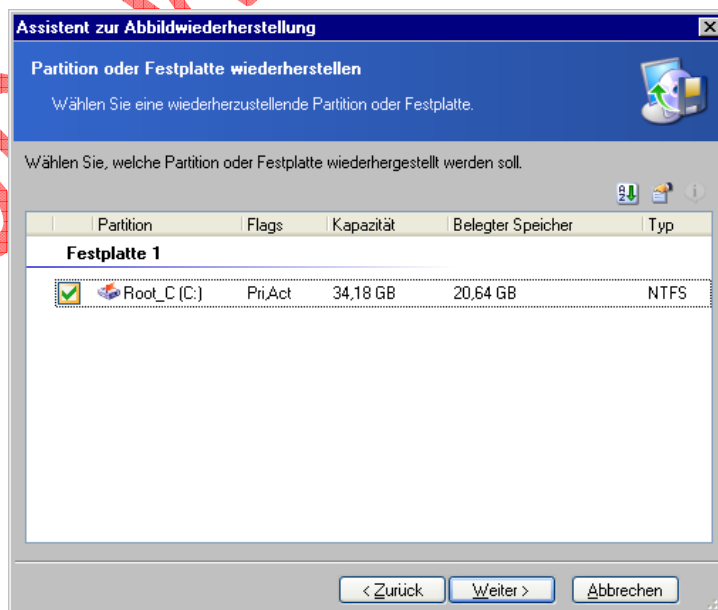 Assistent zur Abbildwiederherstellung
Partition oder Festplatte wiederherstellen
Wählen Sie eine wiederherzustellende Partition oder Festplatte.
Wählen Sie, welche Partition oder Festplatte wiederhergestellt werden soll.
Partition Flags Kapazität Belegter Speicher Typ
Festplatte 1
Root_C (C:) Pri,Act 34,18 GB 20,64 GB NTFS
< Zurück Weiter > Abbrechen